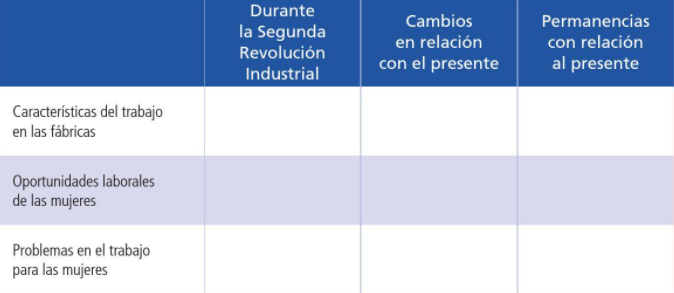 Durante
la Segunda
Revolución
Industrial
Cambios
en relación
con el presente
Permanencias
con relación
al presente
Características del trabajo
en las fábricas
Oportunidades laborales
de las mujeres
Problemas en el trabajo
para las mujeres